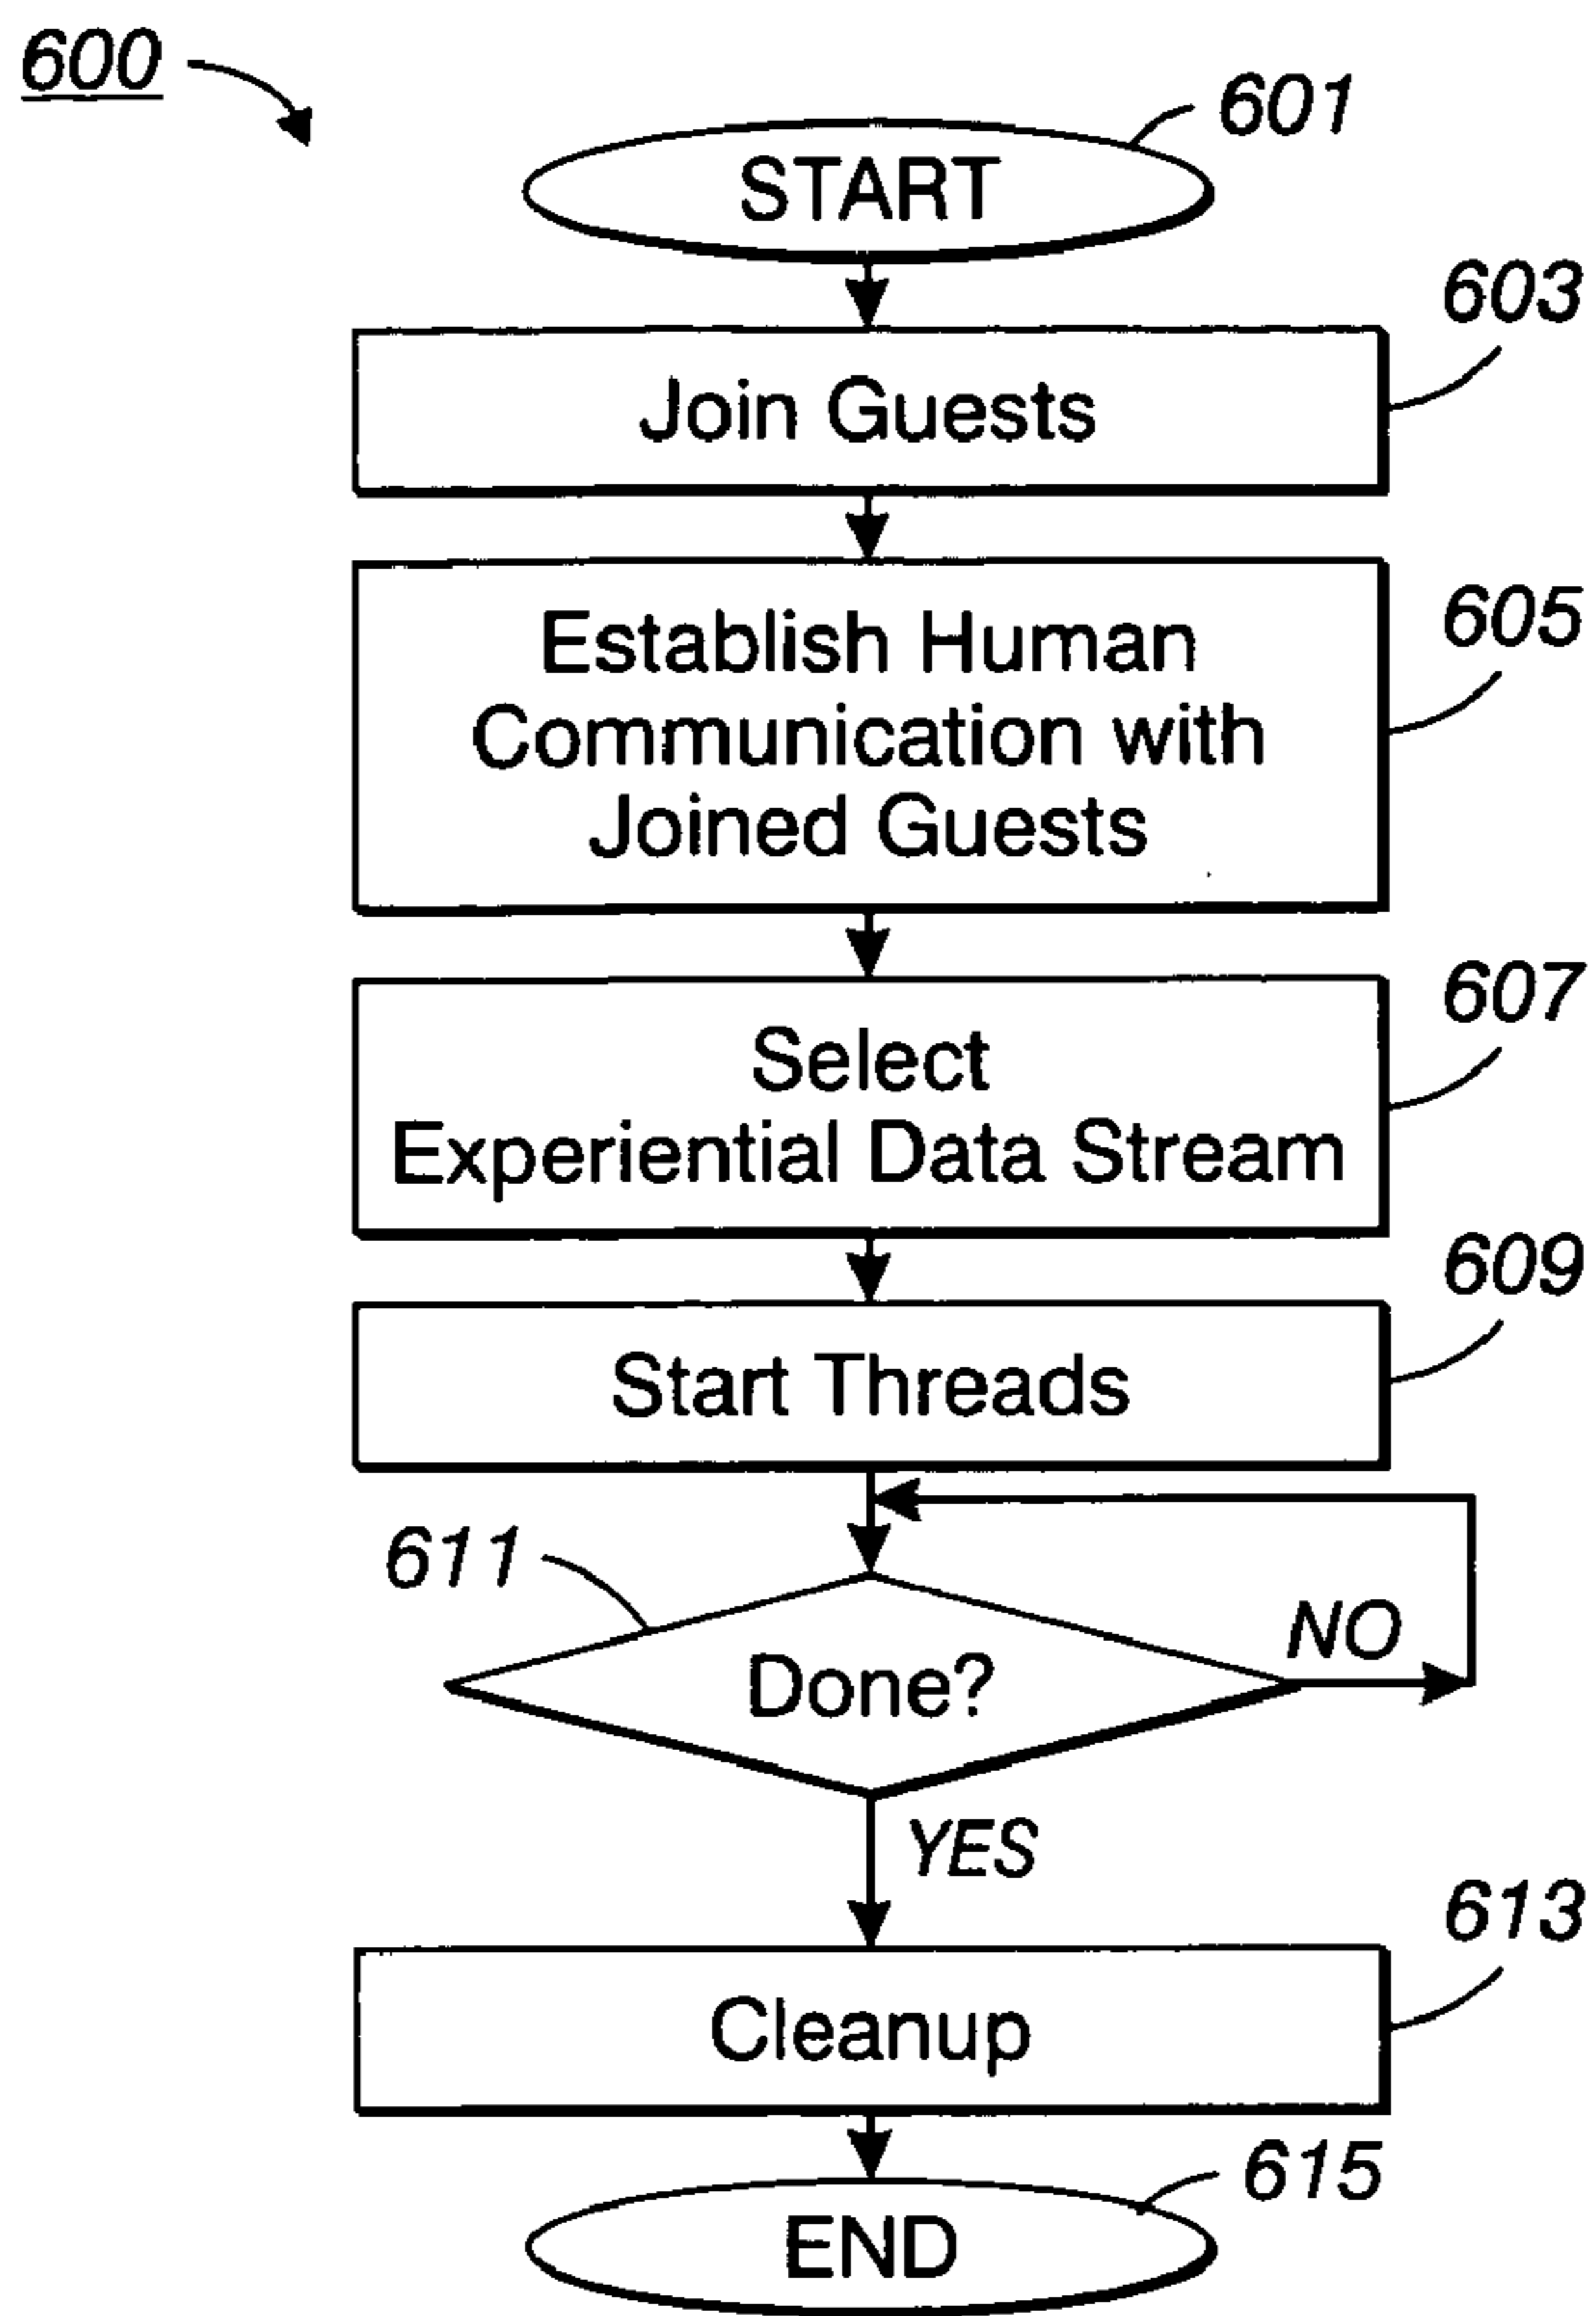 600
601
START
603
Join Guests
605
Establish Human
Communication with
Joined Guests
607
Select
Experiential Data Stream
609
Start Threads
611
Done?
NO
YES
613
Cleanup
615
END